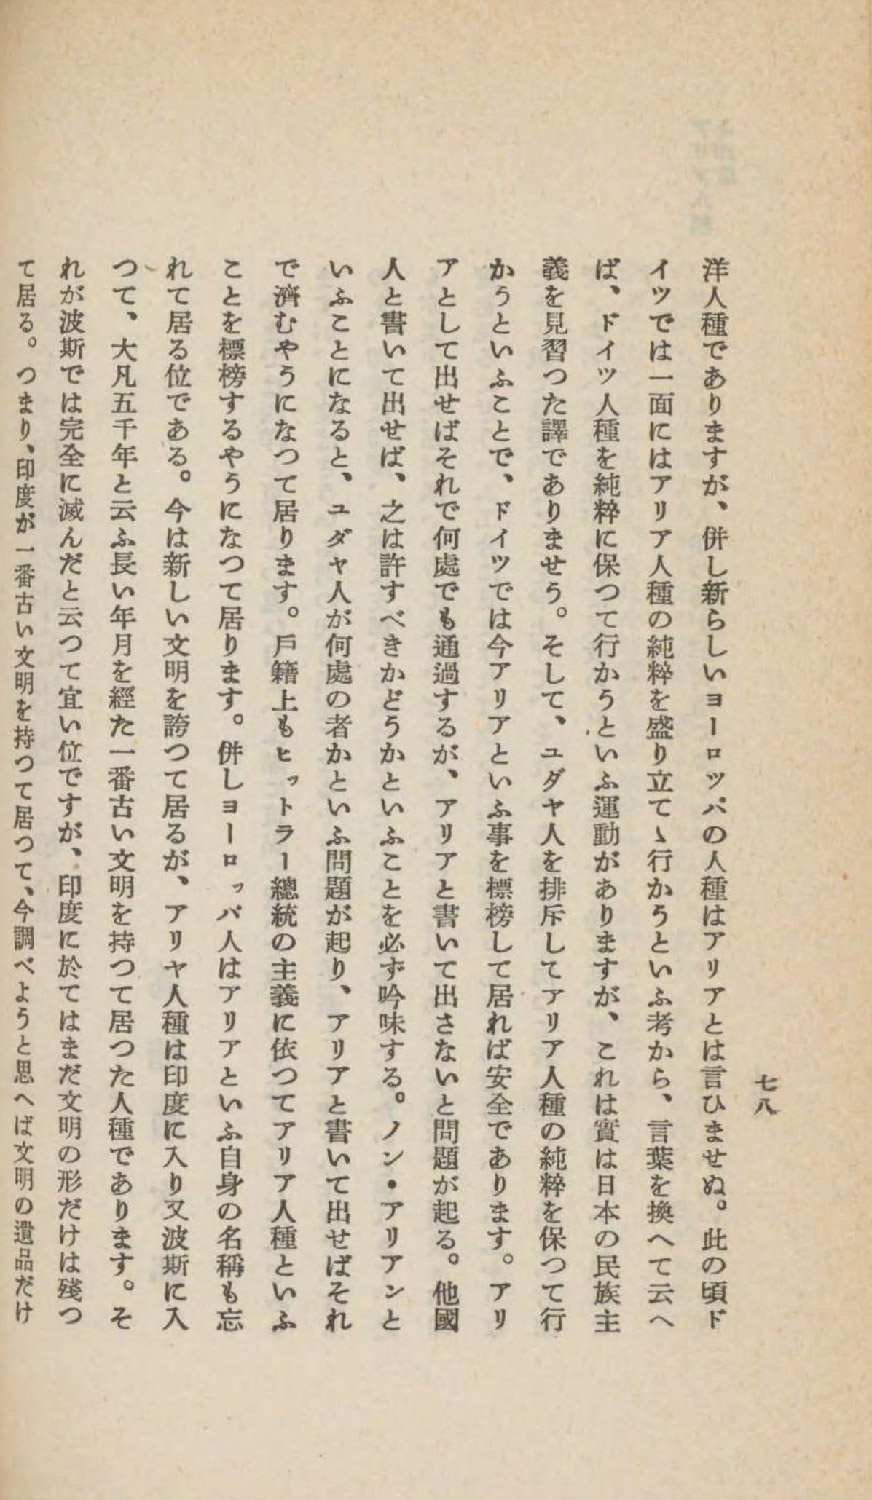 七八
洋人種でありますが、併し新らしいヨーロッパの人種はアリアとは言ひませぬ。此の頃ド
イツでは一面にはアリア人種の純粋を盛り立てゝ行かうといふ考から、言葉を換へて云へ
ば、ドイツ人種を純粋に保つて行かうといふ運動がありますが、これは實は日本の民族主
義を見習つた譯でありませう。そして、ユダヤ人を排斥してアリア人種の純粋を保つて行
かうといふことで、ドイツでは今アリアといふ事を標榜して居れば安全であります。アリ
アとして出せばそれで何處でも通過するが、アリアと書いて出さないと問題が起る。他國
人と書いて出せば、之は許すべきかどうかといふことを必ず吟味する。ノン・アリアンと
いふことになると、ユダヤ人が何處の者かといふ問題が起り、アリアと書いて出せばそれ
で濟むやうになつて居ります。戶籍上もヒットラー總統の主義に依つてアリア人種といふ
ことを標榜するやうになつて居ります。併しヨーロッパ人はアリアといふ自身の名稱も忘
れて居る位である。今は新しい文明を誇つて居るが、アリヤ人種は印度に入り又波斯に入
つて、大凡五千年と云ふ長い年月を經た一番古い文明を持つて居つた人種であります。そ
れが波斯では完全に滅んだと云つて宜い位ですが、印度に於てはまだ文明の形だけは殘つ
て居る。つまり、印度が一番古い文明を持つて居つて、今調べようと思へば文明の遺品だけ